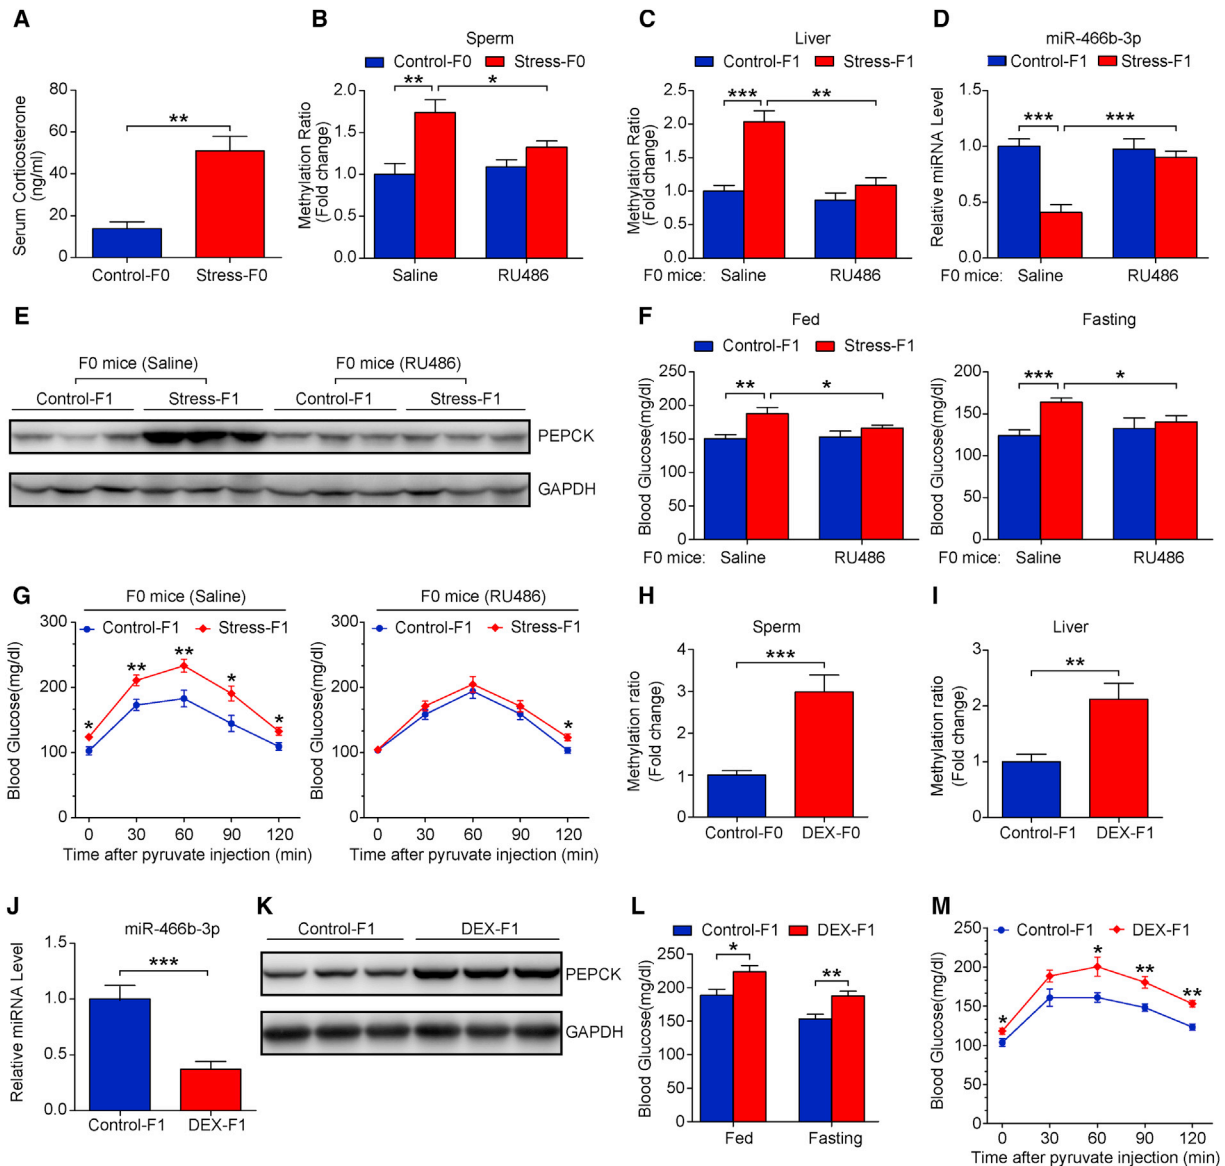 A
Serum Corticosterone
(ng/ml)
80
60
40
20
0
**
Control-F0
Stress-F0
B
Sperm
Control-F0
Stress-F0
Methylation Ratio
(Fold change)
2.0
1.5
1.0
0.5
0.0
**
*
Saline
RU486
C
Liver
Control-F1
Stress-F1
Methylation Ratio
(Fold change)
2.5
2.0
1.5
1.0
0.5
0.0
***
**
F0 mice:
Saline
RU486
D
miR-466b-3p
Control-F1
Stress-F1
Relative miRNA Level
1.5
1.0
0.5
0.0
***
***
F0 mice:
Saline
RU486
E
F0 mice (Saline)
F0 mice (RU486)
Control-F1
Stress-F1
Control-F1
Stress-F1
PEPCK
GAPDH
F
Fed
Control-F1
Stress-F1
Blood Glucose(mg/dl)
250
200
150
100
50
0
**
*
F0 mice:
Saline
RU486
Fasting
Blood Glucose(mg/dl)
200
150
100
50
0
***
*
F0 mice:
Saline
RU486
G
F0 mice (Saline)
Control-F1
Stress-F1
Blood Glucose(mg/dl)
300
200
100
0
*
**
**
*
*
0
30
60
90
120
Time after pyruvate injection (min)
F0 mice (RU486)
Control-F1
Stress-F1
Blood Glucose(mg/dl)
300
200
100
0
*
0
30
60
90
120
Time after pyruvate injection (min)
H
Sperm
Methylation ratio
(Fold change)
4
3
2
1
0
***
Control-F0
DEX-F0
I
Liver
Methylation ratio
(Fold change)
3
2
1
0
**
Control-F1
DEX-F1
J
miR-466b-3p
Relative miRNA Level
1.5
1.0
0.5
0.0
***
Control-F1
DEX-F1
K
Control-F1
DEX-F1
PEPCK
GAPDH
L
Control-F1
DEX-F1
Blood Glucose(mg/dl)
250
200
150
100
50
0
*
**
Fed
Fasting
M
Control-F1
DEX-F1
Blood Glucose(mg/dl)
250
200
150
100
50
0
*
*
**
**
0
30
60
90
120
Time after pyruvate injection (min)